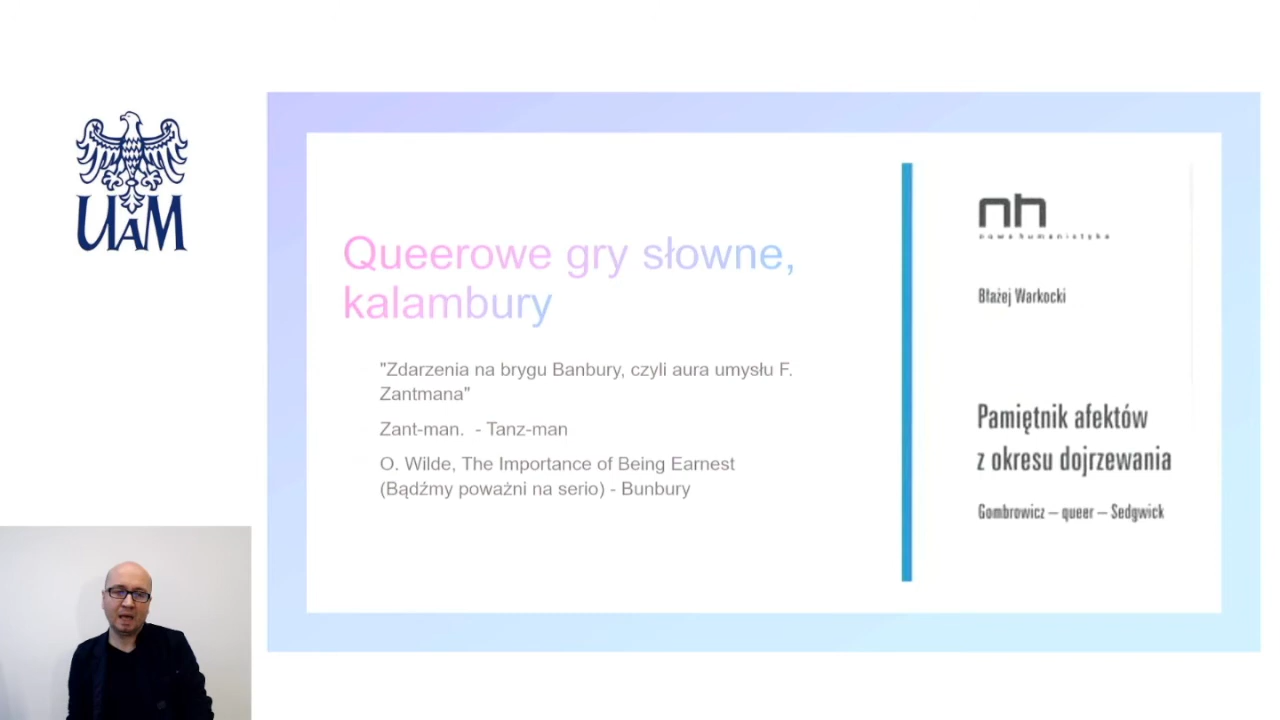 UAM
Queerowe gry słowne,
kalambury
"Zdarzenia na brygu Banbury, czyli aura umysłu F.
Zantmana"
Zant-man. - Tanz-man
O. Wilde, The Importance of Being Earnest
(Bądźmy poważni na serio) - Bunbury
nh
nowa humanistyka
Błażej Warkocki
Pamiętnik afektów
z okresu dojrzewania
Gombrowicz – queer – Sedgwick